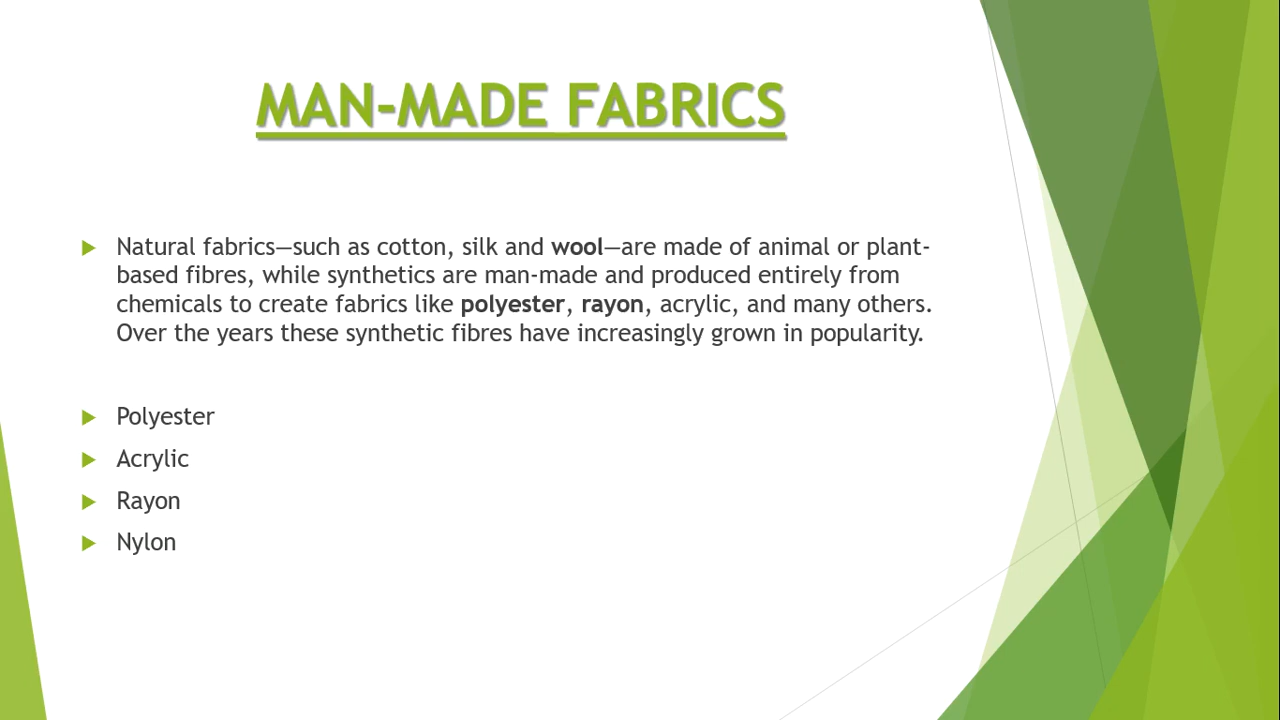 MAN-MADE FABRICS
Natural fabrics—such as cotton, silk and wool—are made of animal or plant-
based fibres, while synthetics are man-made and produced entirely from
chemicals to create fabrics like polyester, rayon, acrylic, and many others.
Over the years these synthetic fibres have increasingly grown in popularity.
Polyester
Acrylic
Rayon
Nylon